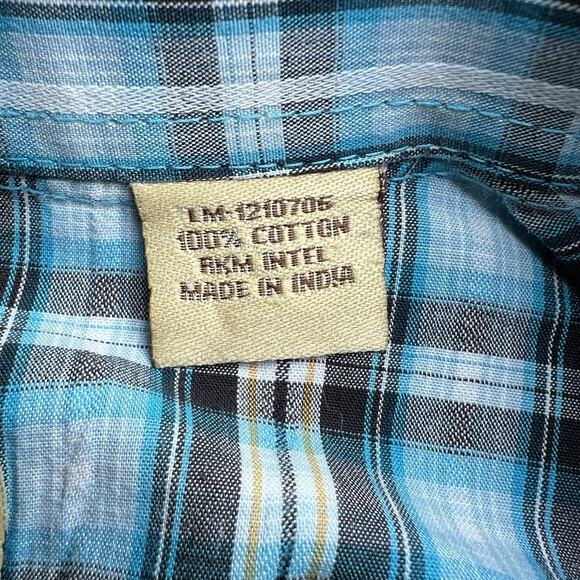 LM-1210706
100% COTTON
RKM INTEL
MADE IN INDIA